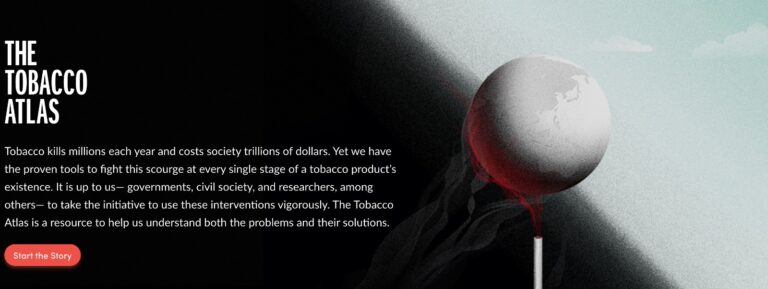 THE
TOBACCO
ATLAS
Tobacco kills millions each year and costs society trillions of dollars. Yet we have
the proven tools to fight this scourge at every single stage of a tobacco product's
existence. It is up to us— governments, civil society, and researchers, among
others— to take the initiative to use these interventions vigorously. The Tobacco
Atlas is a resource to help us understand both the problems and their solutions.
Start the Story